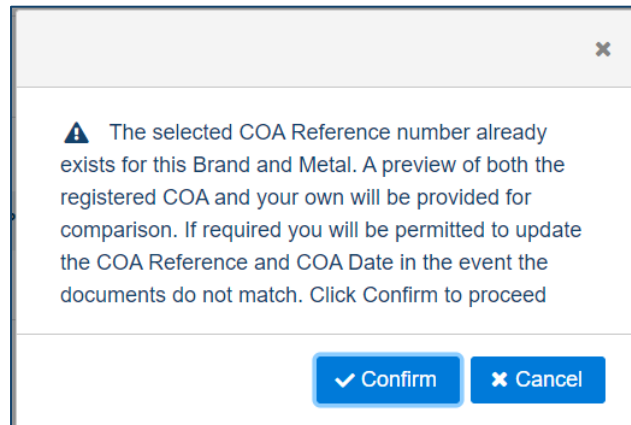 The selected COA Reference number already
exists for this Brand and Metal. A preview of both the
registered COA and your own will be provided for
comparison. If required you will be permitted to update
the COA Reference and COA Date in the event the
documents do not match. Click Confirm to proceed
Confirm
Cancel